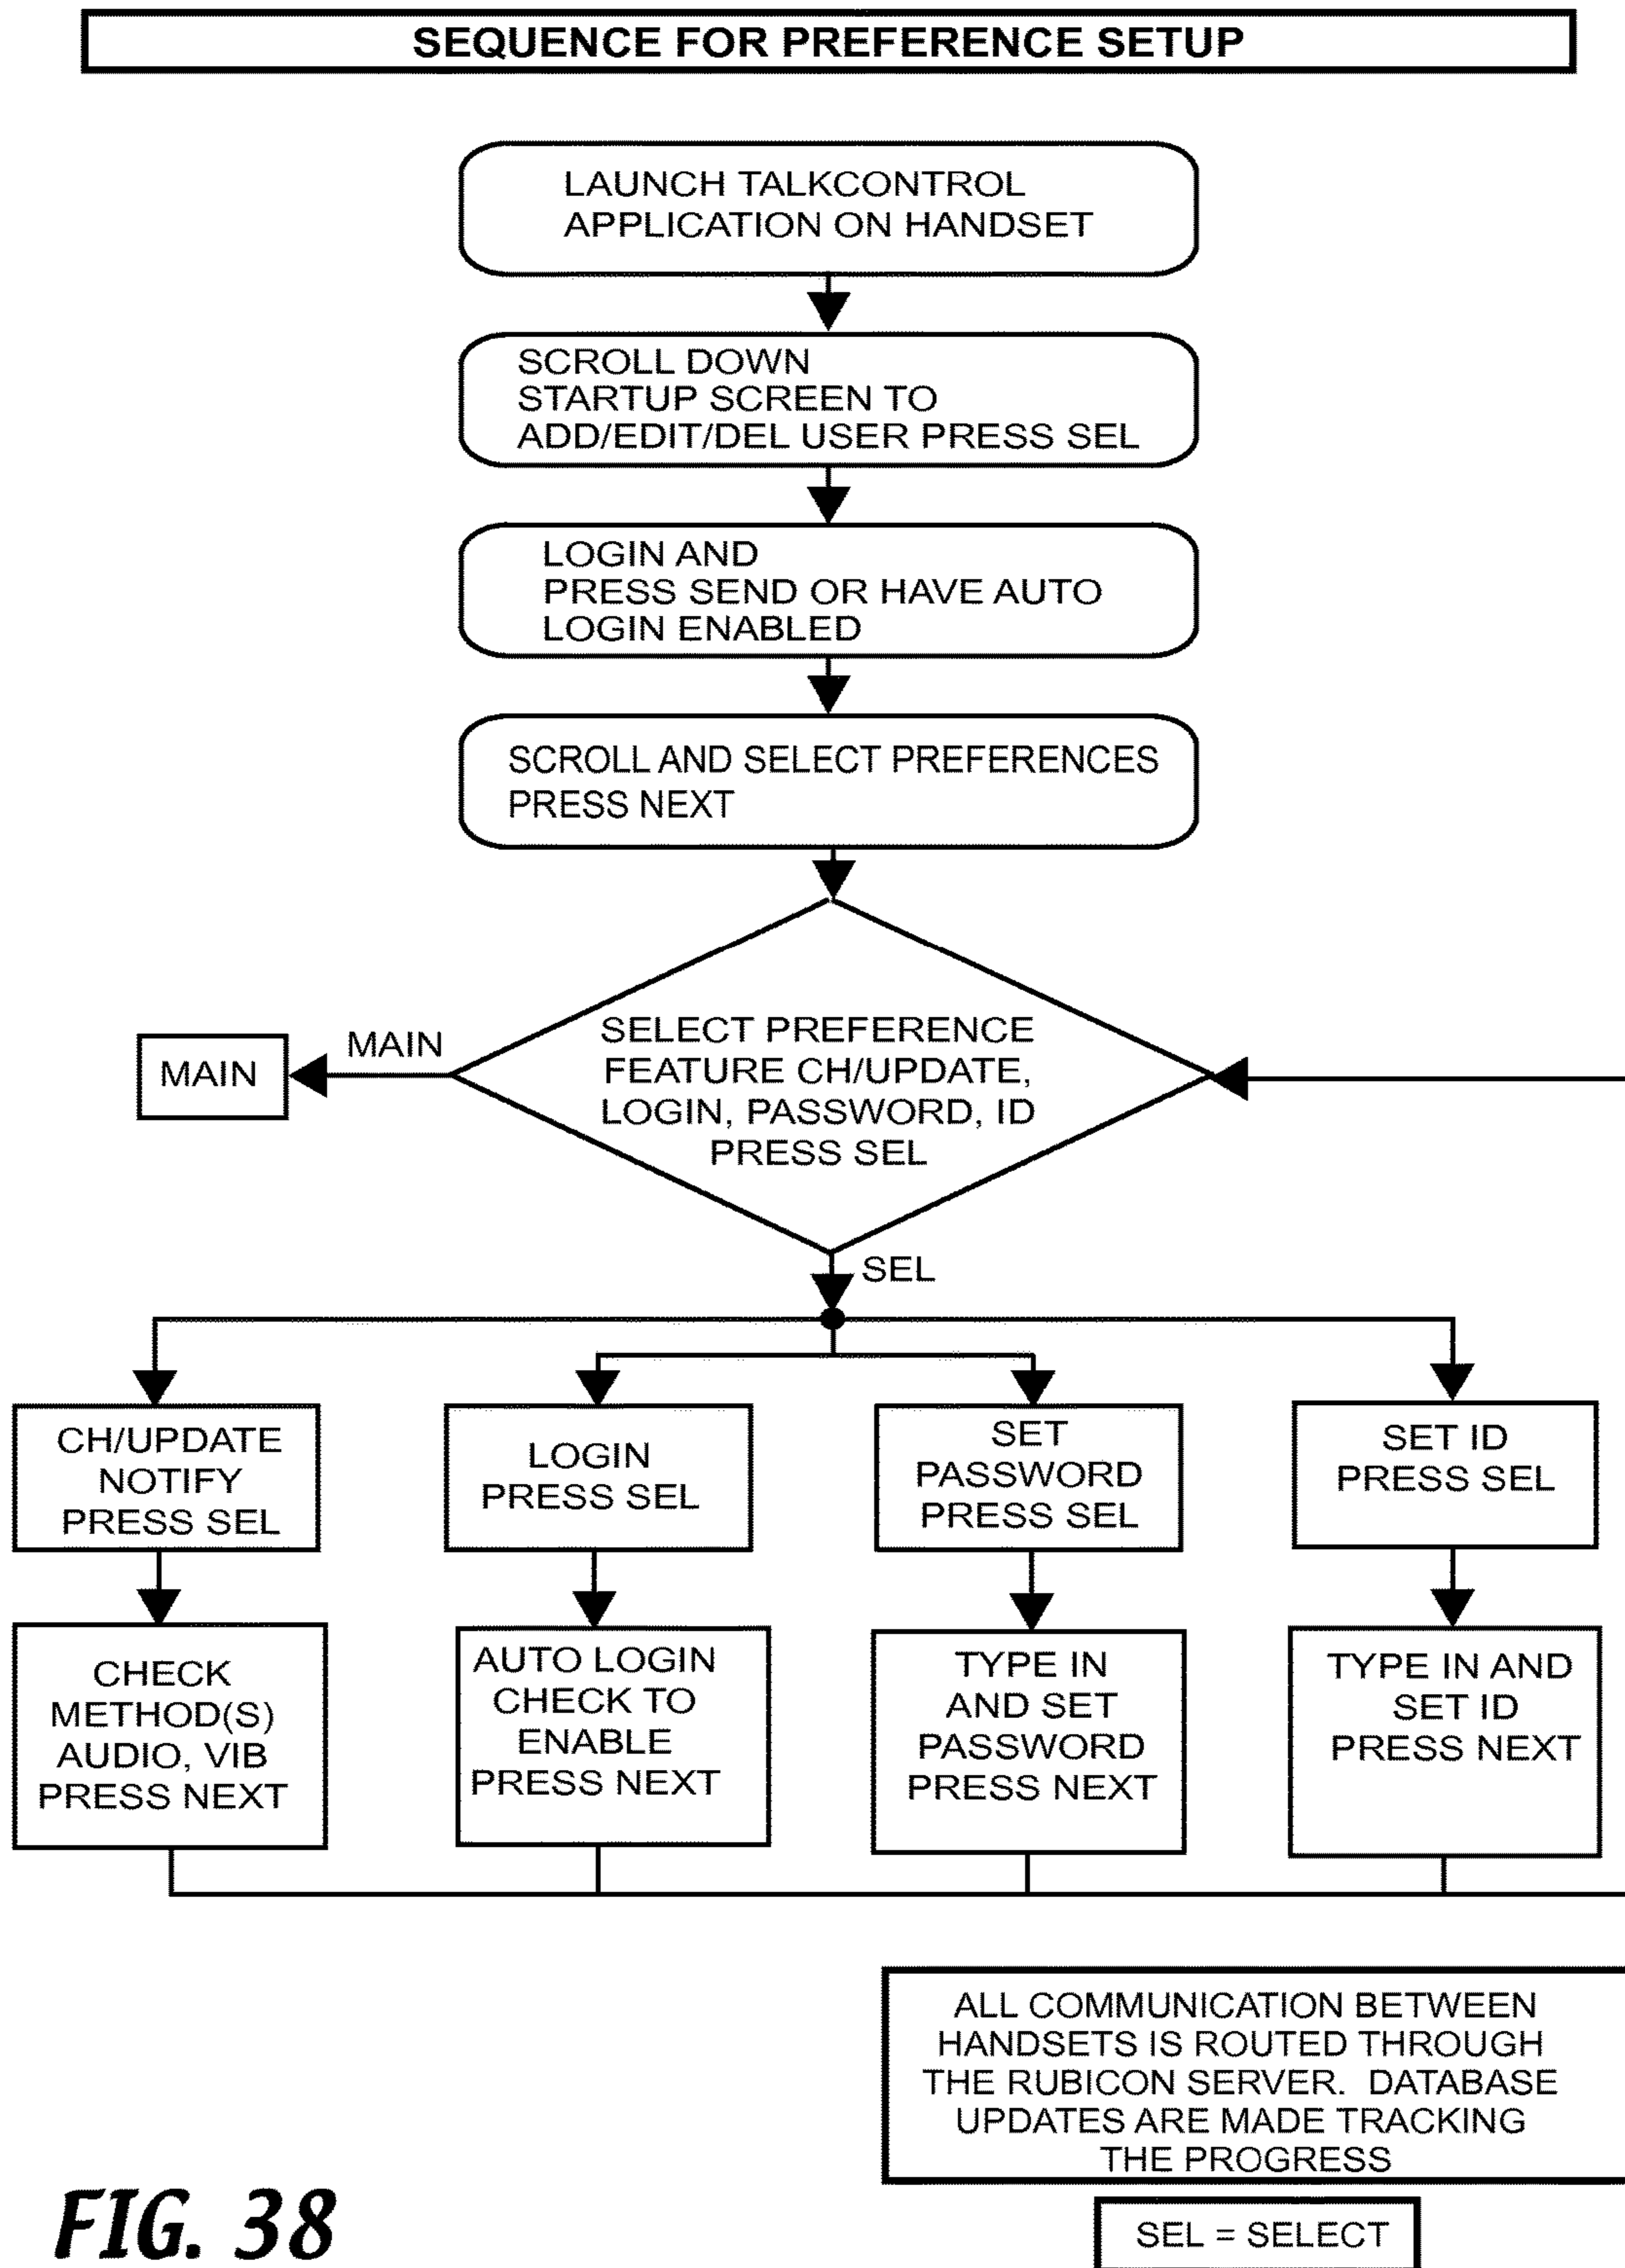 SEQUENCE FOR PREFERENCE SETUP
LAUNCH TALKCONTROL
APPLICATION ON HANDSET
SCROLL DOWN
STARTUP SCREEN TO
ADD/EDIT/DEL USER PRESS SEL
LOGIN AND
PRESS SEND OR HAVE AUTO
LOGIN ENABLED
SCROLL AND SELECT PREFERENCES
PRESS NEXT
SELECT PREFERENCE
FEATURE CH/UPDATE,
LOGIN, PASSWORD, ID
PRESS SEL
MAIN
MAIN
SEL
CH/UPDATE
NOTIFY
PRESS SEL
LOGIN
PRESS SEL
SET
PASSWORD
PRESS SEL
SET ID
PRESS SEL
CHECK
METHOD(S)
AUDIO, VIB
PRESS NEXT
AUTO LOGIN
CHECK TO
ENABLE
PRESS NEXT
TYPE IN
AND SET
PASSWORD
PRESS NEXT
TYPE IN AND
SET ID
PRESS NEXT
ALL COMMUNICATION BETWEEN
HANDSETS IS ROUTED THROUGH
THE RUBICON SERVER. DATABASE
UPDATES ARE MADE TRACKING
THE PROGRESS
SEL = SELECT
FIG. 38